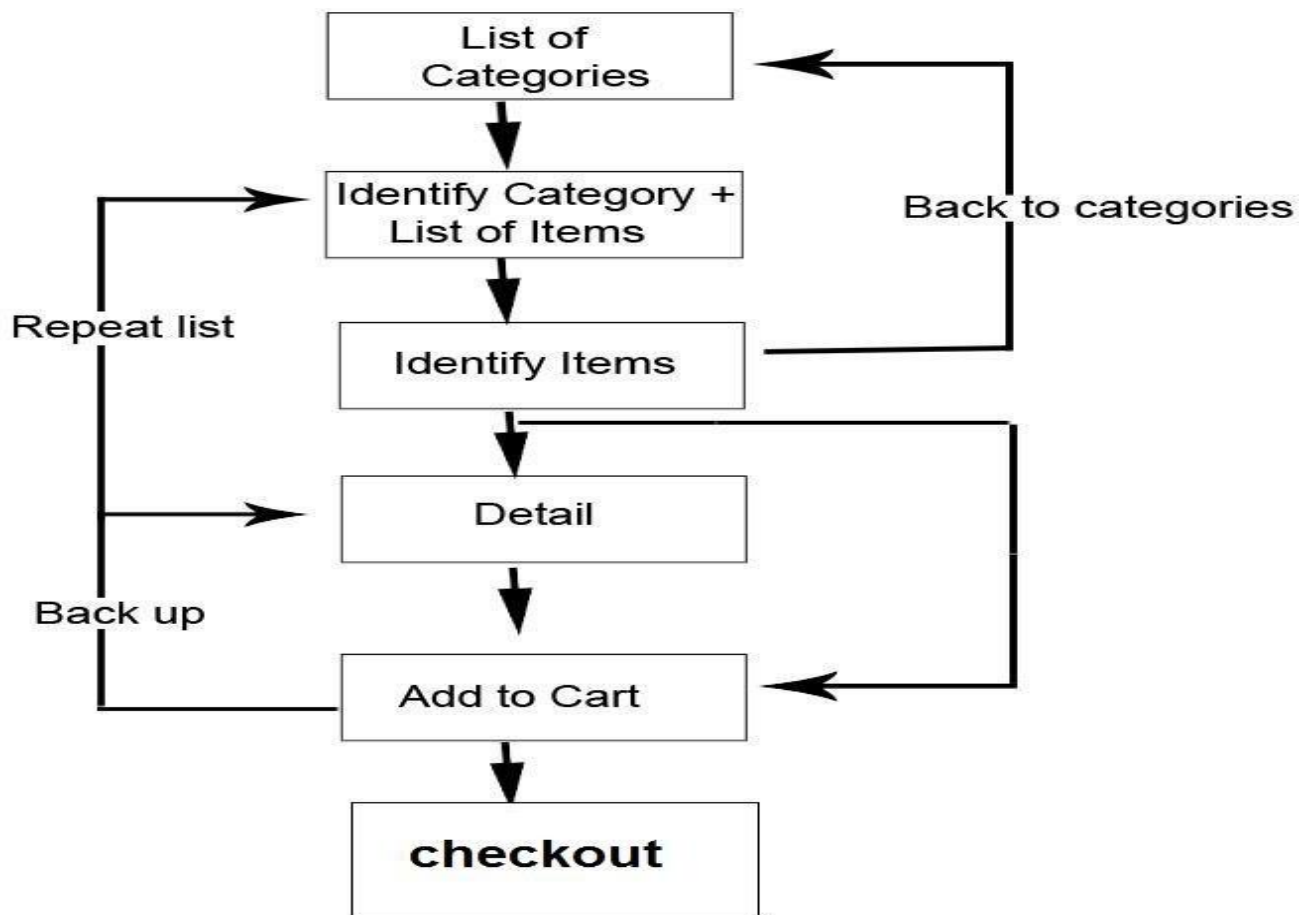 List of
Categories
Identify Category +
List of Items
Back to categories
Repeat list
Identify Items
Detail
Back up
Add to Cart
checkout